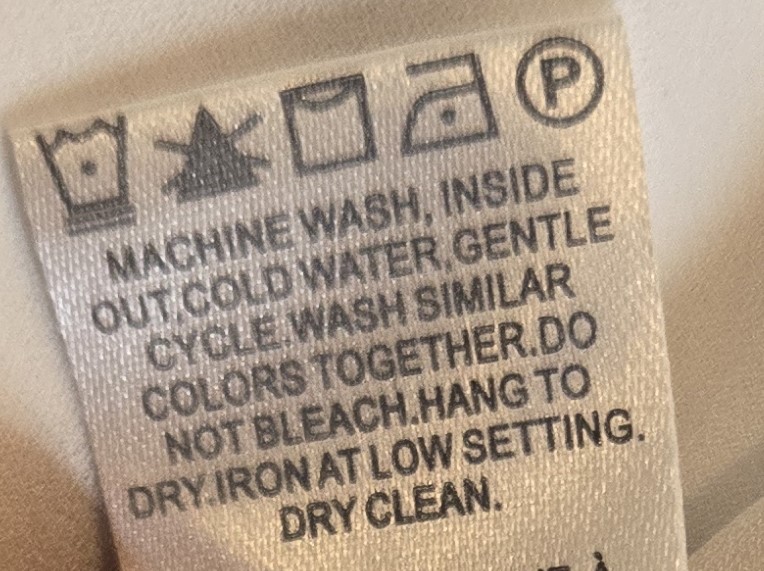 P
MACHINE WASH, INSIDE
OUT,COLD WATER,GENTLE
CYCLE.WASH SIMILAR
COLORS TOGETHER.DO
NOT BLEACH.HANG TO
DRY.IRON AT LOW SETTING.
DRY CLEAN.
À